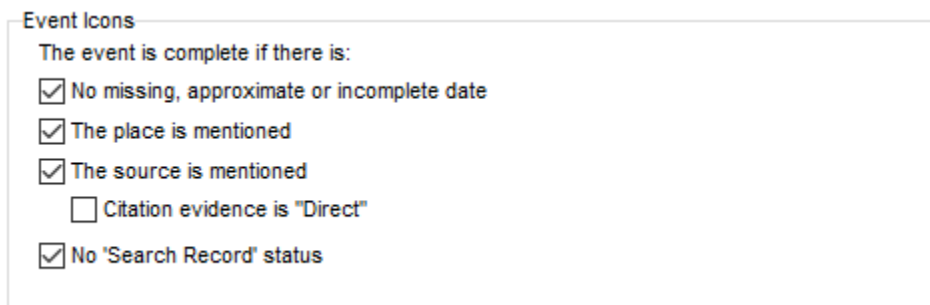 Event Icons
The event is complete if there is:
No missing, approximate or incomplete date
The place is mentioned
The source is mentioned
Citation evidence is "Direct"
No 'Search Record' status